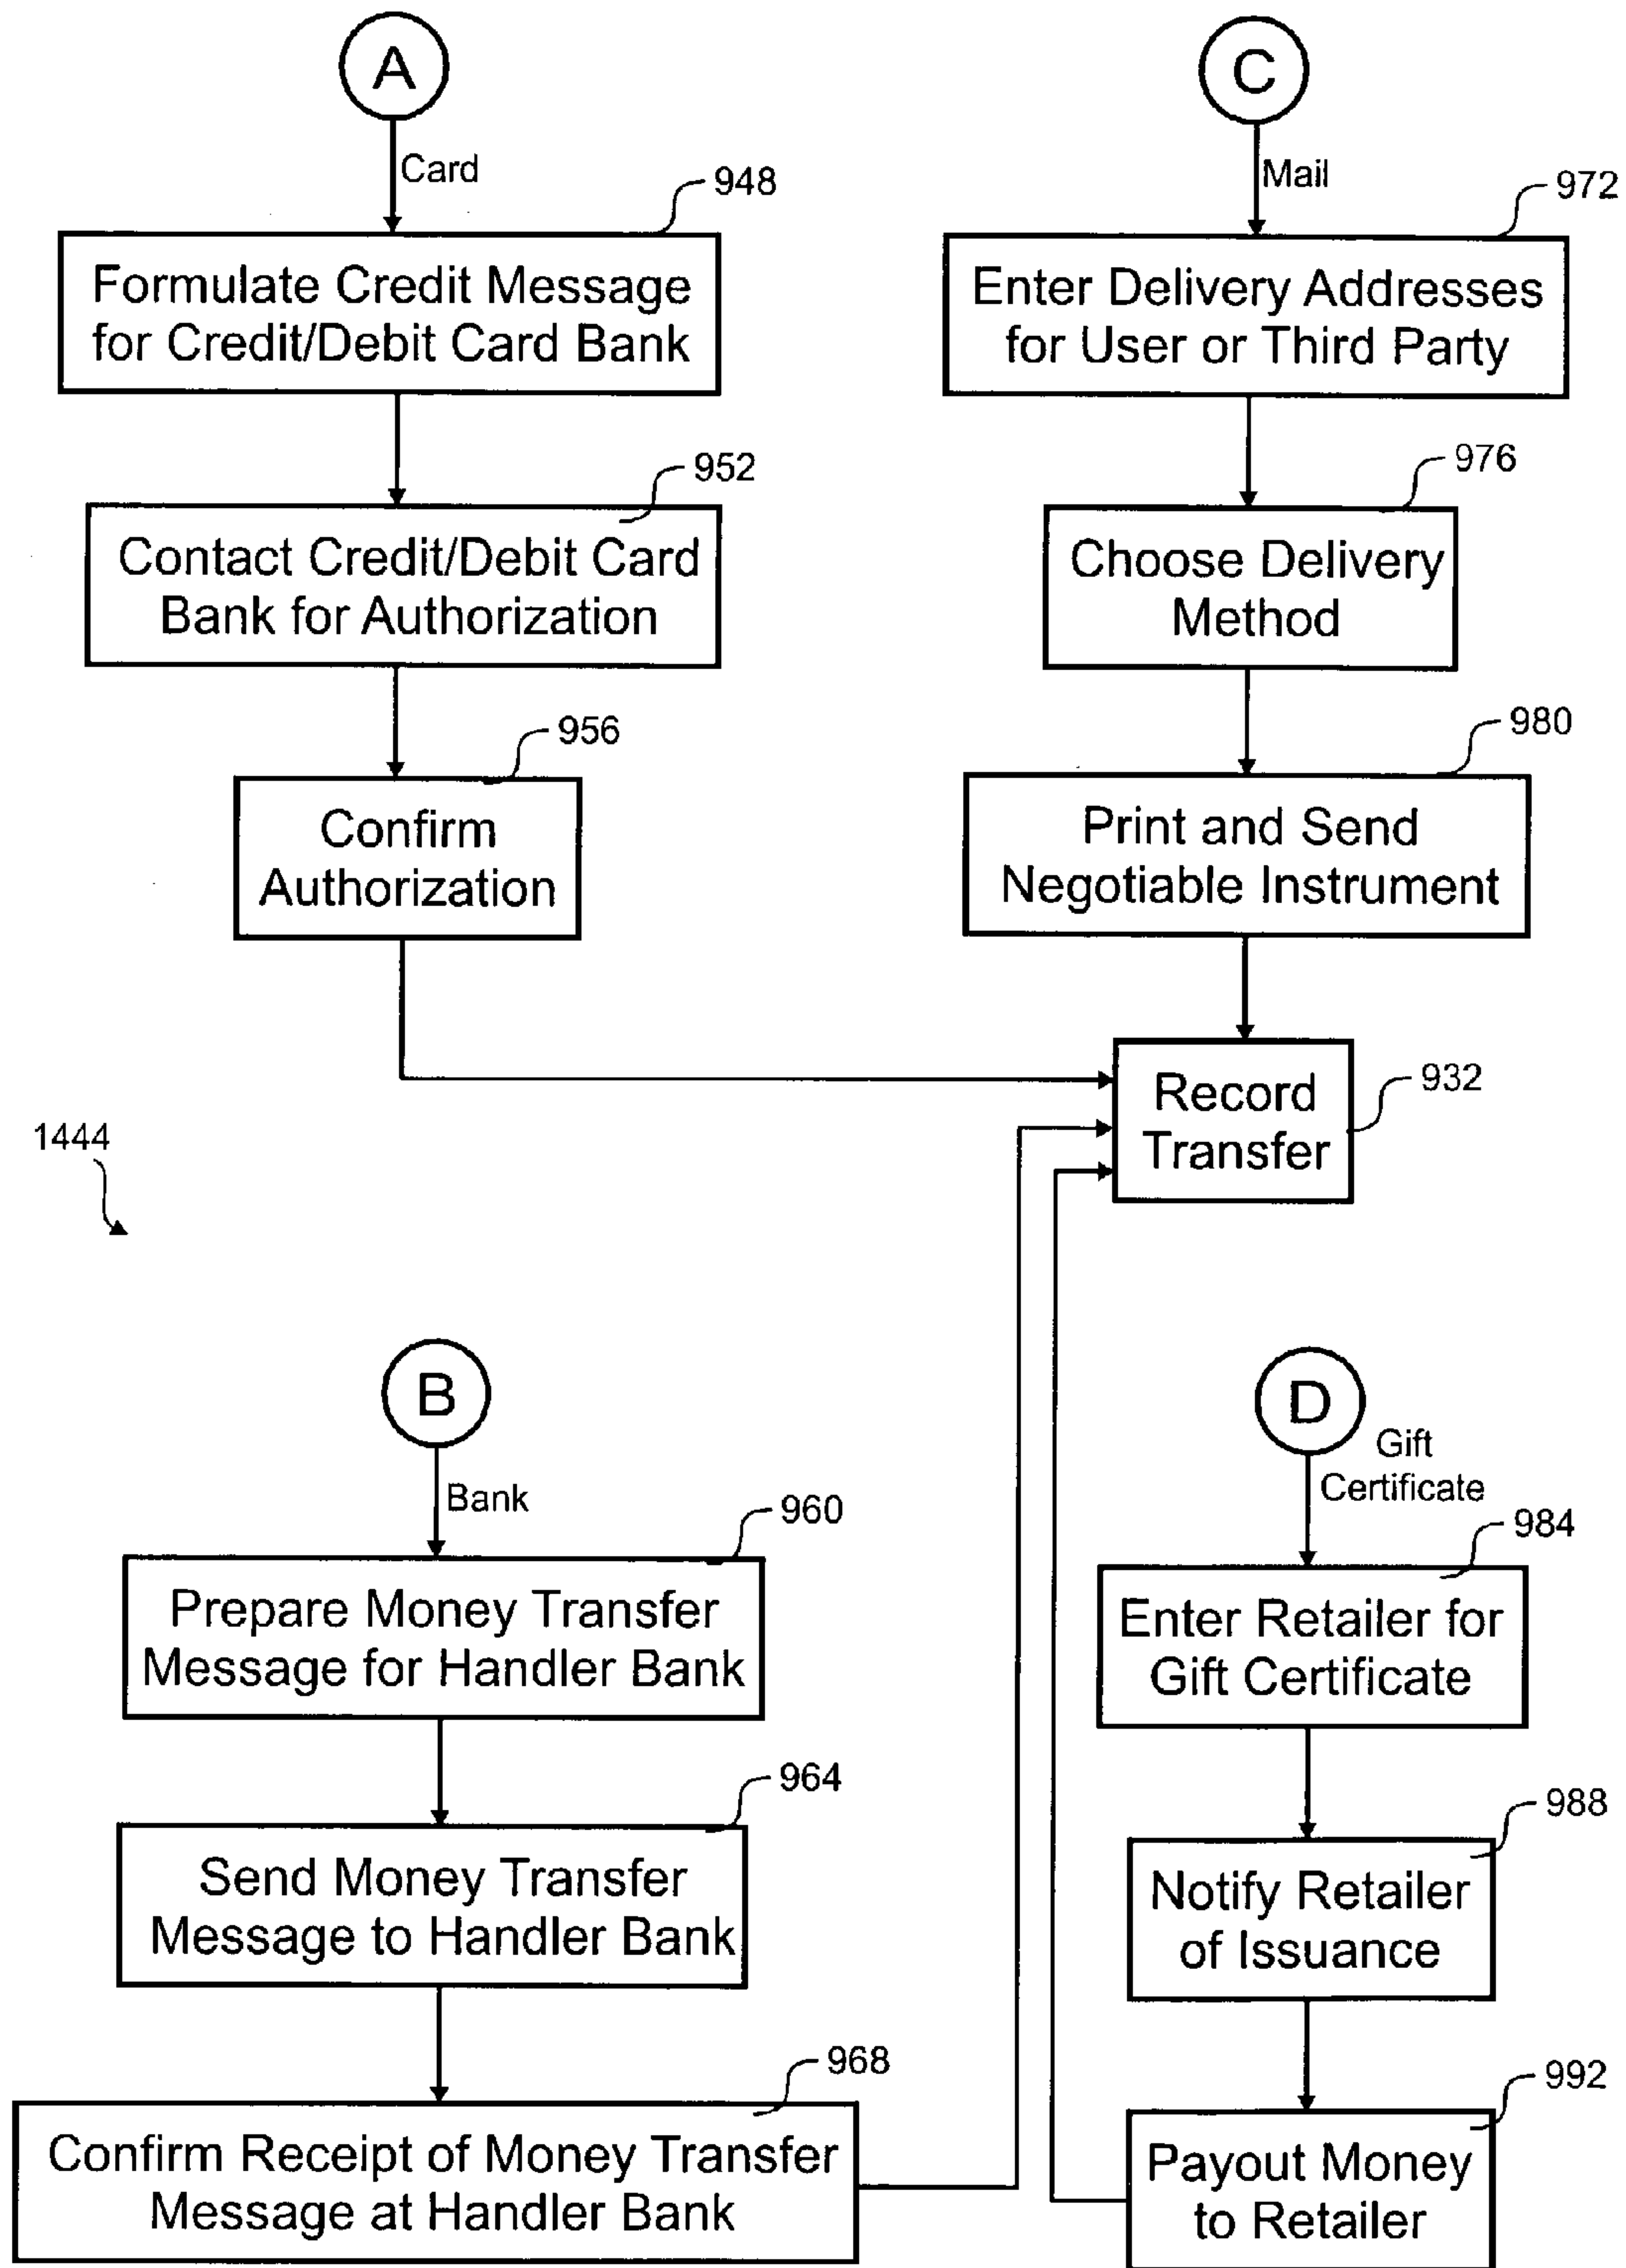 A
Card
948
Formulate Credit Message
for Credit/Debit Card Bank
952
Contact Credit/Debit Card
Bank for Authorization
956
Confirm
Authorization
C
Mail
972
Enter Delivery Addresses
for User or Third Party
976
Choose Delivery
Method
980
Print and Send
Negotiable Instrument
Record
Transfer
932
1444
B
Bank
960
Prepare Money Transfer
Message for Handler Bank
964
Send Money Transfer
Message to Handler Bank
968
Confirm Receipt of Money Transfer
Message at Handler Bank
D
Gift
Certificate
984
Enter Retailer for
Gift Certificate
988
Notify Retailer
of Issuance
992
Payout Money
to Retailer